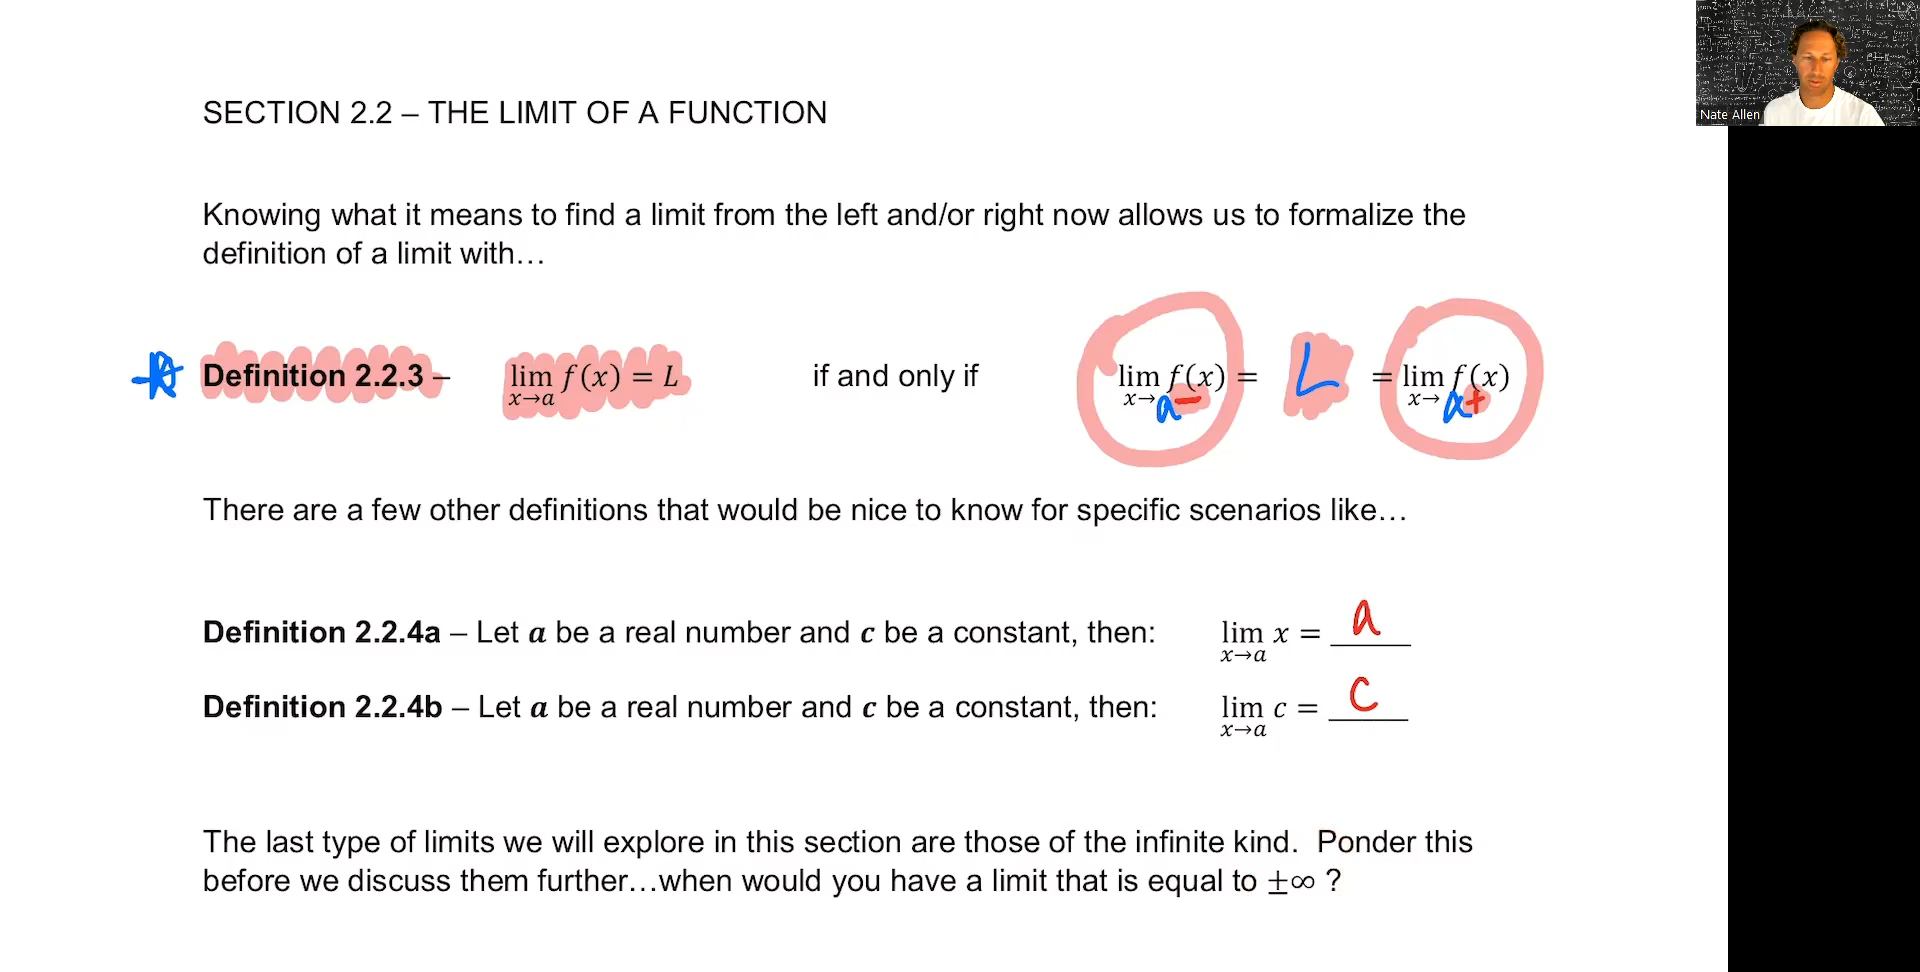 Nate Allen
SECTION 2.2 – THE LIMIT OF A FUNCTION
Knowing what it means to find a limit from the left and/or right now allows us to formalize the
definition of a limit with…
Definition 2.2.3 – lim f(x) = L if and only if lim f(x) = L = lim f(x)
x→a x→a− x→a+
There are a few other definitions that would be nice to know for specific scenarios like…
Definition 2.2.4a – Let a be a real number and c be a constant, then: lim x = a
x→a
Definition 2.2.4b – Let a be a real number and c be a constant, then: lim c = c
x→a
The last type of limits we will explore in this section are those of the infinite kind. Ponder this
before we discuss them further…when would you have a limit that is equal to ±∞ ?